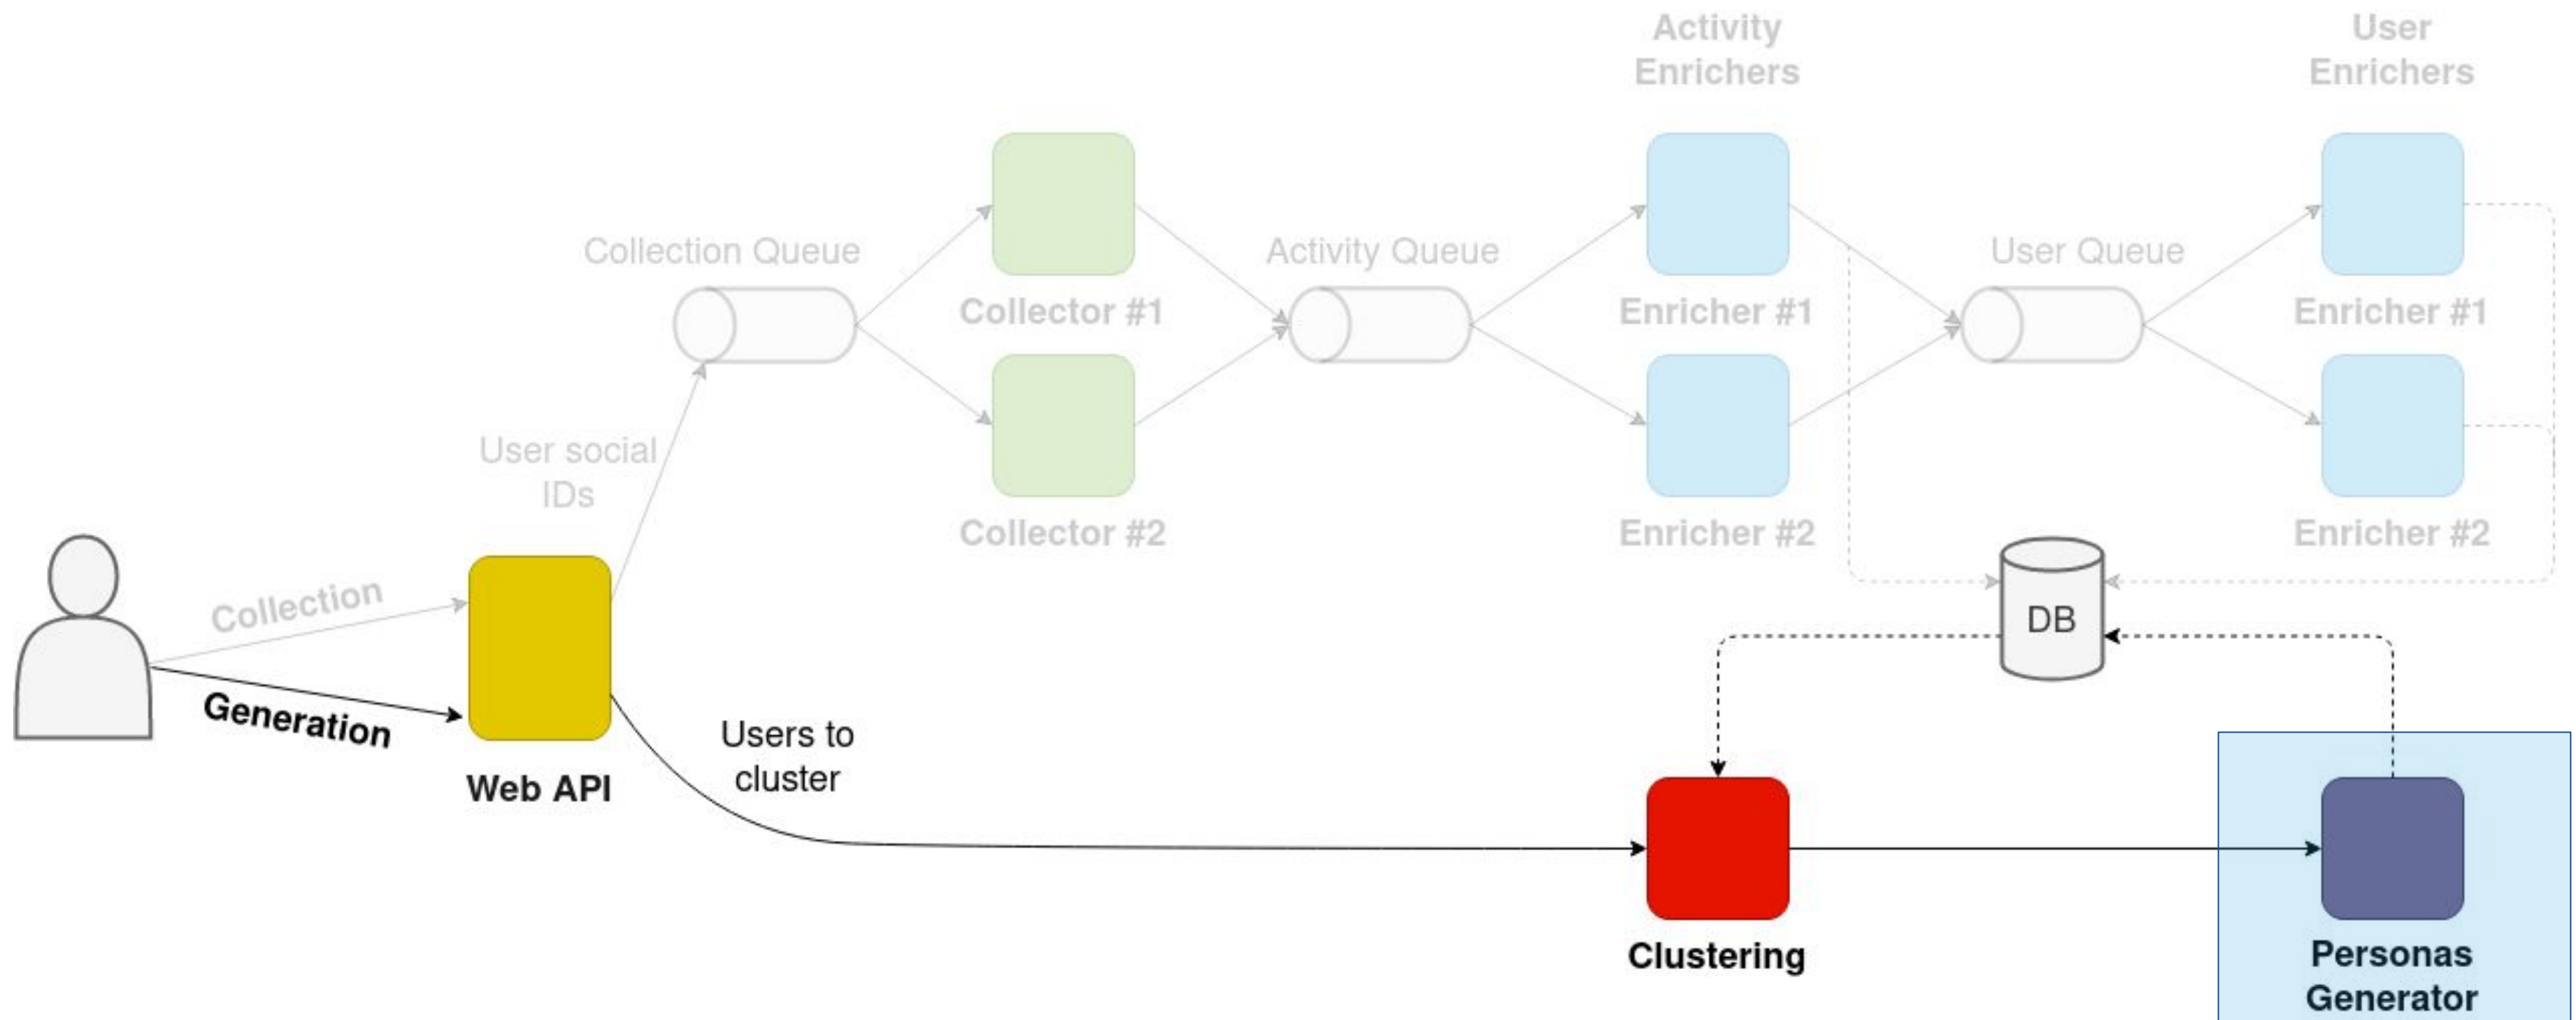 Activity
Enrichers
User
Enrichers
Collection Queue
Activity Queue
User Queue
Collector #1
Enricher #1
Enricher #1
User social
IDs
Collector #2
Enricher #2
Enricher #2
Collection
DB
Generation
Users to
cluster
Web API
Clustering
Personas
Generator